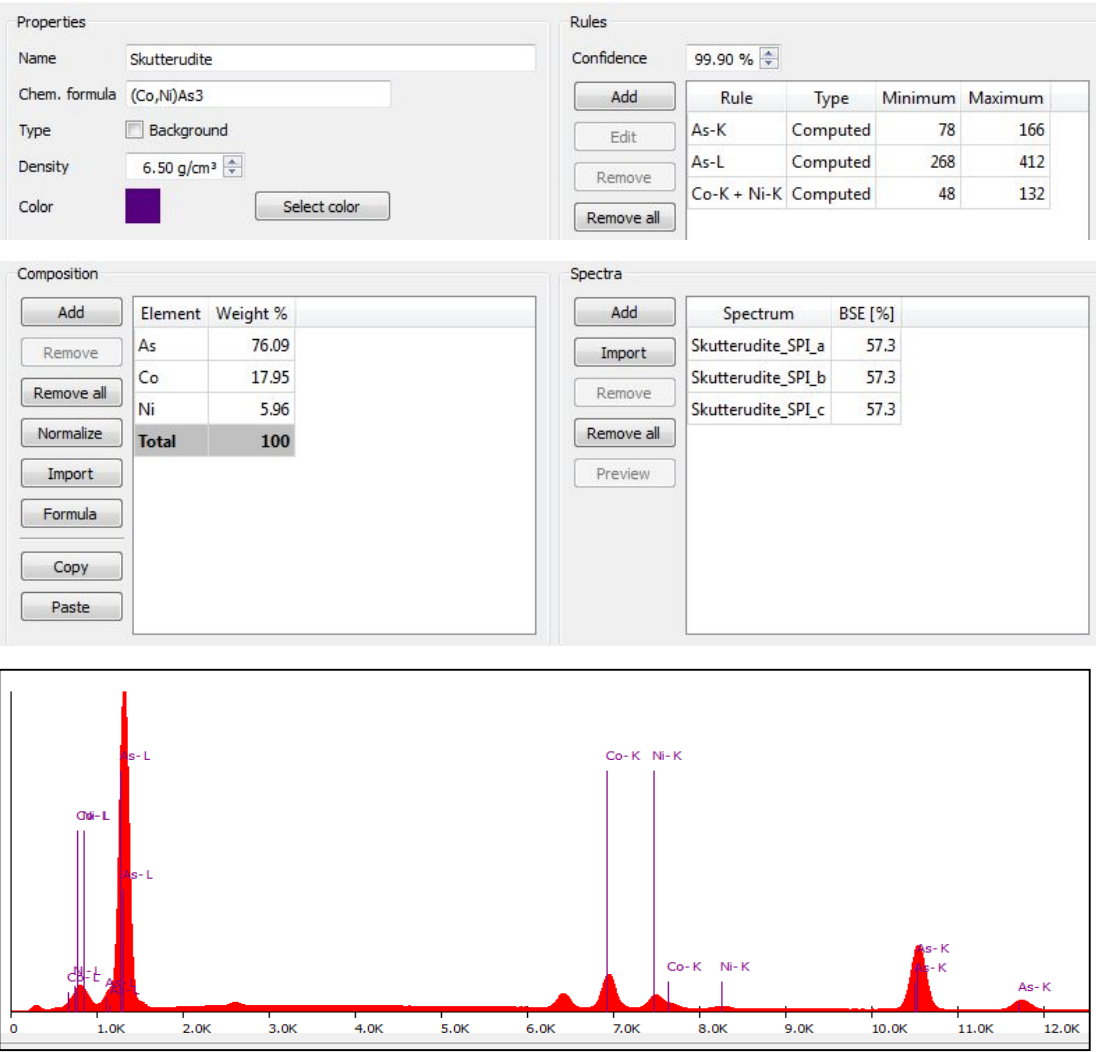 Properties
Name Skutterudite
Chem. formula (Co,Ni)As3
Type Background
Density 6.50 g/cm³
Color Select color
Rules
Confidence 99.90 %
Add
Edit
Remove
Remove all
Rule Type Minimum Maximum
As-K Computed 78 166
As-L Computed 268 412
Co-K + Ni-K Computed 48 132
Composition
Add
Remove
Remove all
Normalize
Import
Formula
Copy
Paste
Element Weight %
As 76.09
Co 17.95
Ni 5.96
Total 100
Spectra
Add
Import
Remove
Remove all
Preview
Spectrum BSE [%]
Skutterudite_SPI_a 57.3
Skutterudite_SPI_b 57.3
Skutterudite_SPI_c 57.3
As-L Co-K Ni-K
Ni-L
As-L
As-K
Ni-L Co-K Ni-K As-K
Co-L
As-K
0 1.0K 2.0K 3.0K 4.0K 5.0K 6.0K 7.0K 8.0K 9.0K 10.0K 11.0K 12.0K